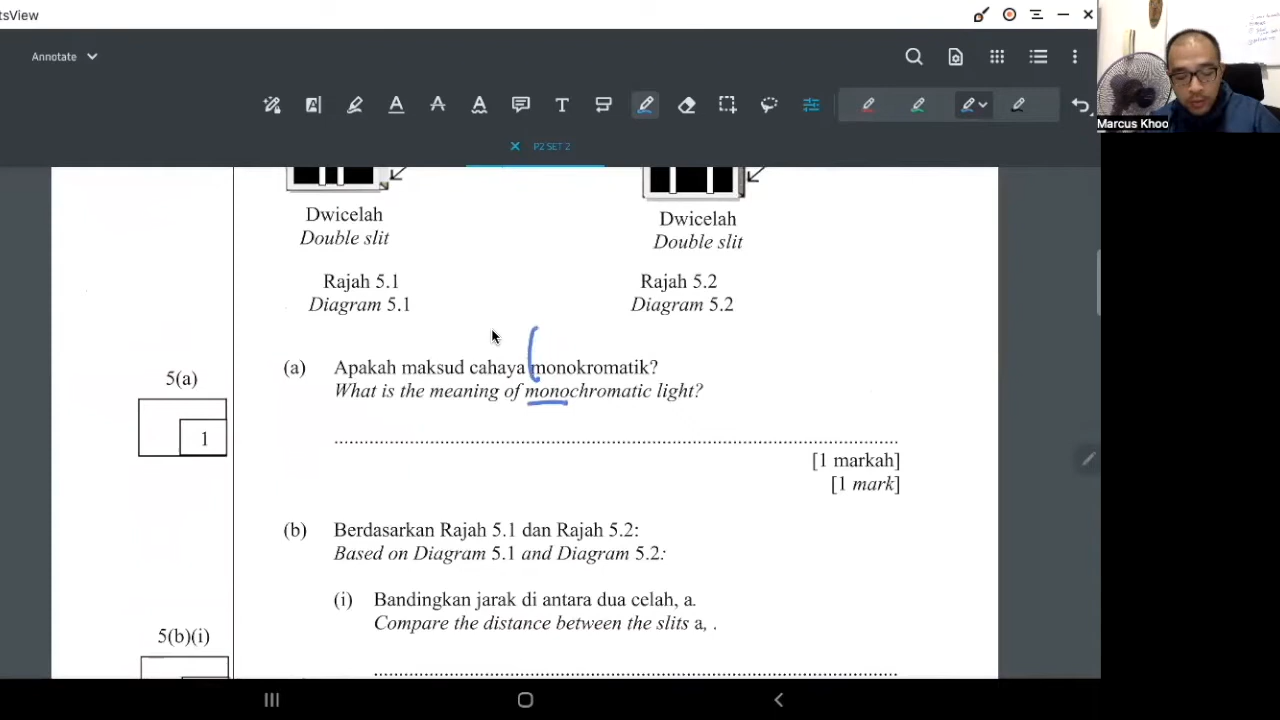 tsView
Annotate
Marcus Khoo
P2 SET 2
Dwicelah
Double slit
Dwicelah
Double slit
Rajah 5.1
Diagram 5.1
Rajah 5.2
Diagram 5.2
5(a)
1
(a) Apakah maksud cahaya monokromatik?
What is the meaning of monochromatic light?
[1 markah]
[1 mark]
(b) Berdasarkan Rajah 5.1 dan Rajah 5.2:
Based on Diagram 5.1 and Diagram 5.2:
5(b)(i)
(i) Bandingkan jarak di antara dua celah, a.
Compare the distance between the slits a, .